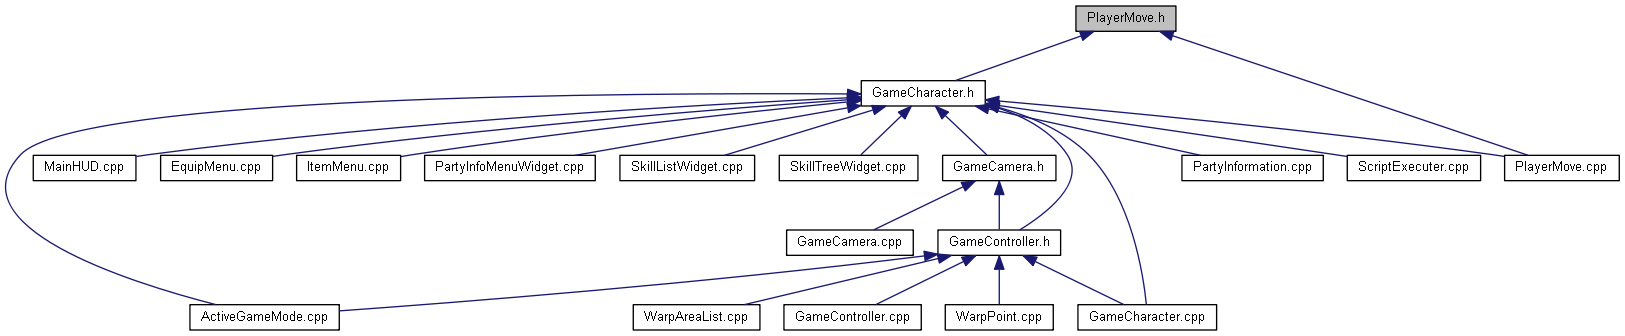 PlayerMove.h
GameCharacter.h
MainHUD.cpp
EquipMenu.cpp
ItemMenu.cpp
PartyInfoMenuWidget.cpp
SkillListWidget.cpp
SkillTreeWidget.cpp
GameCamera.h
PartyInformation.cpp
ScriptExecuter.cpp
PlayerMove.cpp
GameCamera.cpp
GameController.h
ActiveGameMode.cpp
WarpAreaList.cpp
GameController.cpp
WarpPoint.cpp
GameCharacter.cpp